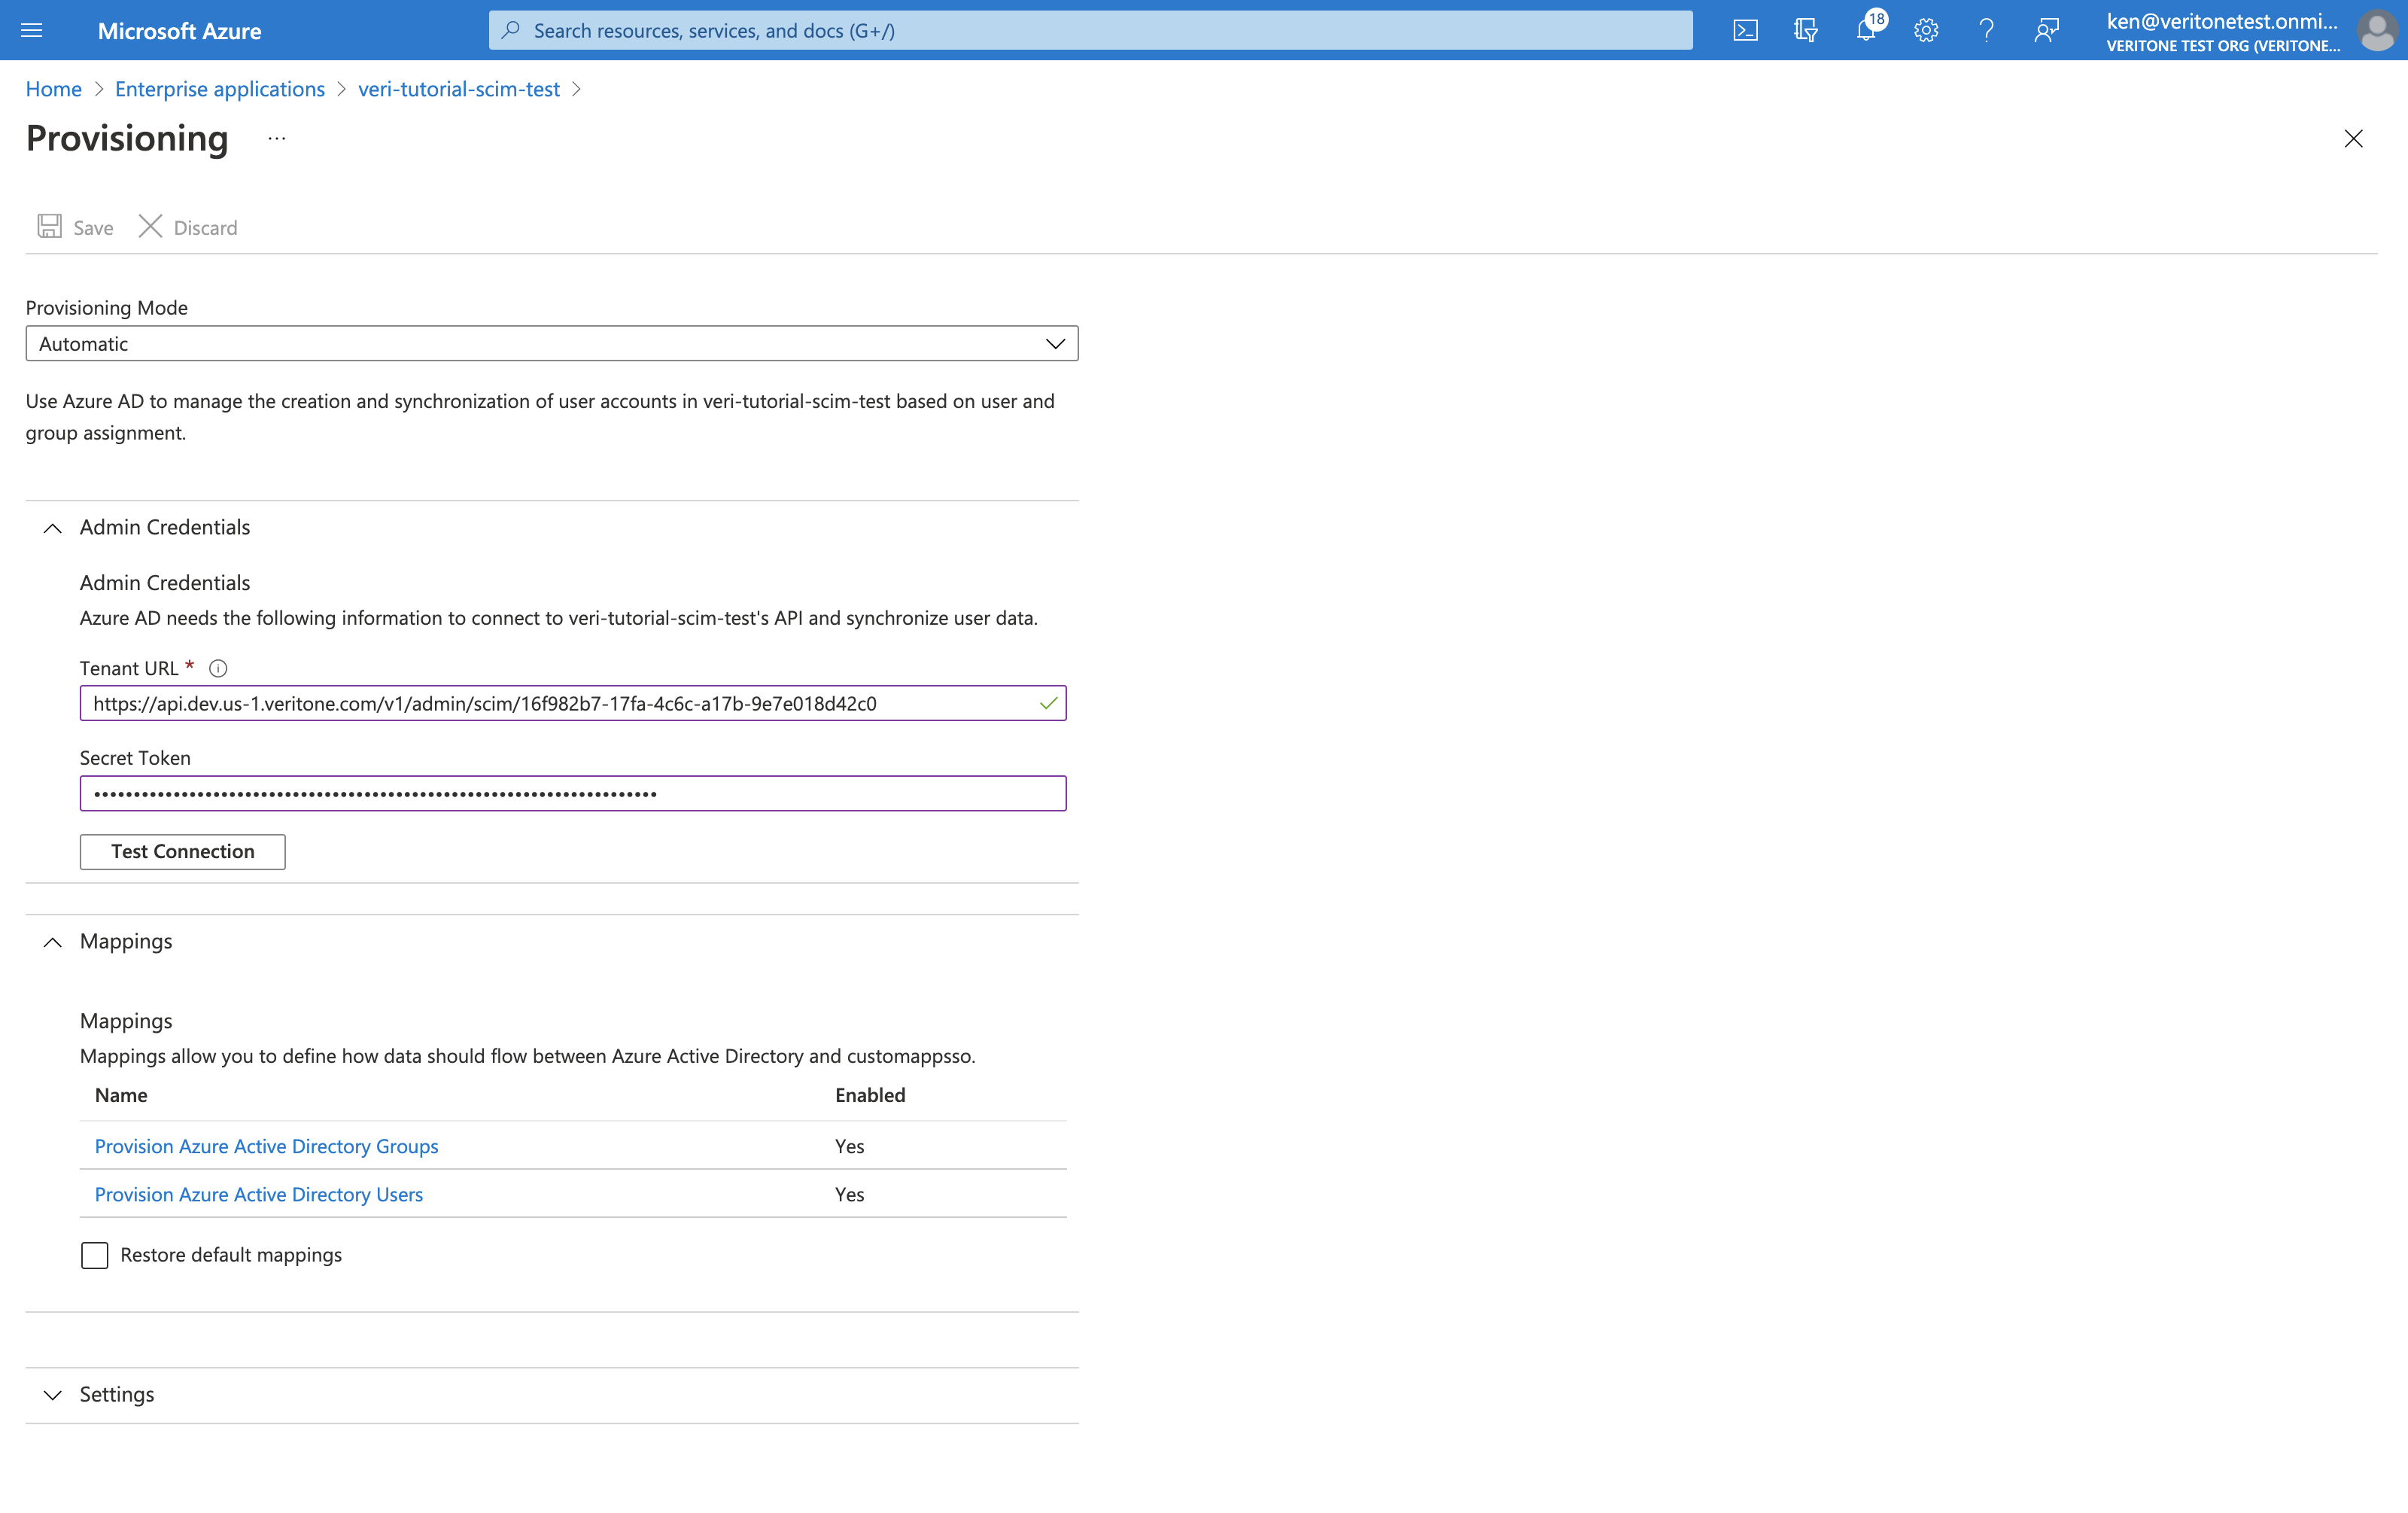 Microsoft Azure
Search resources, services, and docs (G+/)
18
ken@veritonetest.onmi...
VERITONE TEST ORG (VERITONE...
Home > Enterprise applications > veri-tutorial-scim-test >
Provisioning ...
Save Discard
Provisioning Mode
Automatic
Use Azure AD to manage the creation and synchronization of user accounts in veri-tutorial-scim-test based on user and
group assignment.
Admin Credentials
Admin Credentials
Azure AD needs the following information to connect to veri-tutorial-scim-test's API and synchronize user data.
Tenant URL *
https://api.dev.us-1.veritone.com/v1/admin/scim/16f982b7-17fa-4c6c-a17b-9e7e018d42c0
Secret Token
Test Connection
Mappings
Mappings
Mappings allow you to define how data should flow between Azure Active Directory and customappsso.
Name Enabled
Provision Azure Active Directory Groups Yes
Provision Azure Active Directory Users Yes
Restore default mappings
Settings